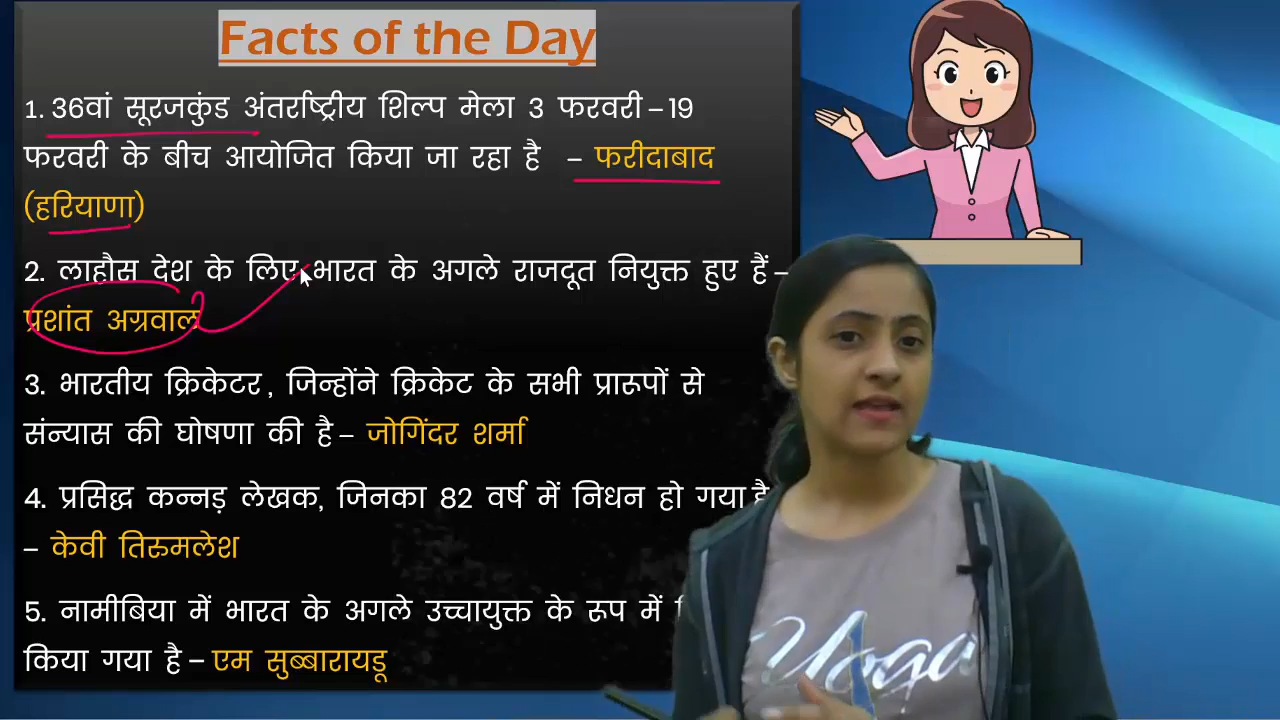 Facts of the Day
1. 36वां सूरजकुंड अंतर्राष्ट्रीय शिल्प मेला 3 फरवरी – 19
फरवरी के बीच आयोजित किया जा रहा है – फरीदाबाद
(हरियाणा)
2. लाहौस देश के लिए भारत के अगले राजदूत नियुक्त हुए हैं –
प्रशांत अग्रवाल
3. भारतीय क्रिकेटर, जिन्होंने क्रिकेट के सभी प्रारूपों से
संन्यास की घोषणा की है – जोगिंदर शर्मा
4. प्रसिद्ध कन्नड़ लेखक, जिनका 82 वर्ष में निधन हो गया है
– केवी तिरुमलेश
5. नामीबिया में भारत के अगले उच्चायुक्त के रूप में
किया गया है – एम सुब्बारायडू
Yoga